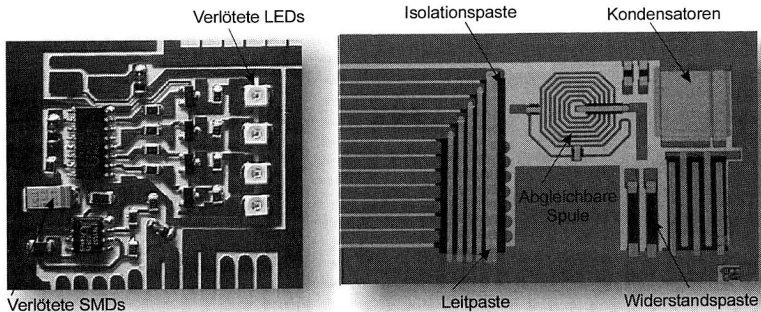 Verlötete LEDs
Isolationspaste
Kondensatoren
Abgleichbare
Spule
Verlötete SMDs
Leitpaste
Widerstandspaste